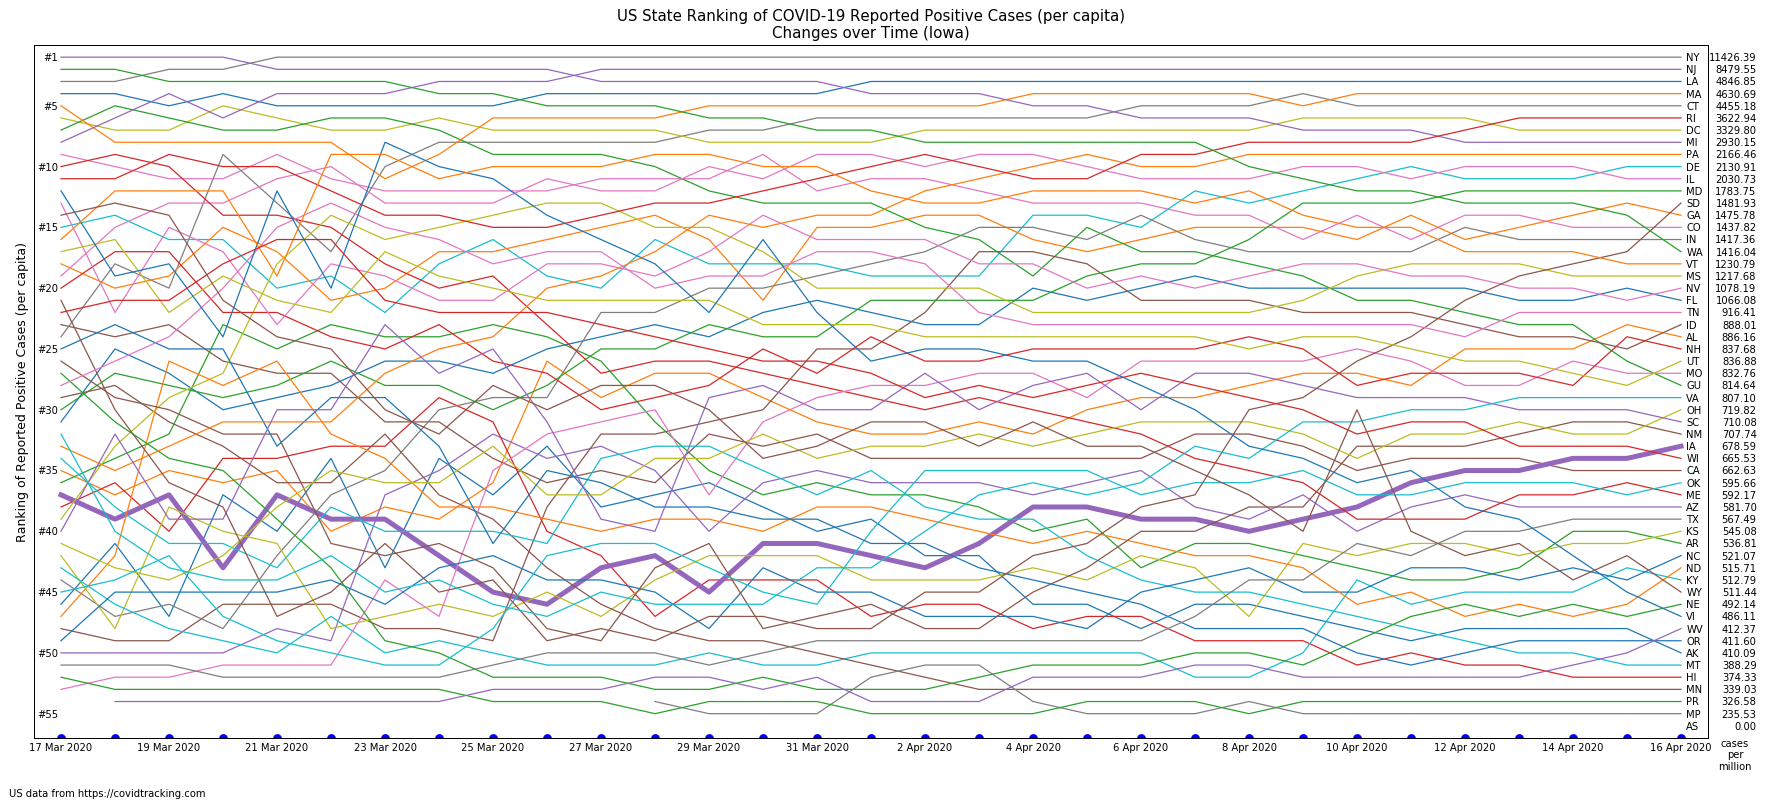 US State Ranking of COVID-19 Reported Positive Cases (per capita)
Changes over Time (Iowa)
Ranking of Reported Positive Cases (per capita)
#1
#5
#10
#15
#20
#25
#30
#35
#40
#45
#50
#55
NY 11426.39
NJ 8479.55
LA 4846.85
MA 4630.69
CT 4455.18
RI 3622.94
DC 3329.80
MI 2930.15
PA 2166.46
DE 2130.91
IL 2030.73
MD 1783.75
SD 1481.93
GA 1475.78
CO 1437.82
IN 1417.36
WA 1416.04
VT 1230.79
MS 1217.68
NV 1078.19
FL 1066.08
TN 916.41
ID 888.01
AL 886.16
NH 837.68
UT 836.88
MO 832.76
GU 814.64
VA 807.10
OH 719.82
SC 710.08
NM 707.74
IA 678.59
WI 665.53
CA 662.63
OK 595.66
ME 592.17
AZ 581.70
TX 567.49
KS 545.08
AR 536.81
NC 521.07
ND 515.71
KY 512.79
WY 511.44
NE 492.14
VI 486.11
WV 412.37
OR 411.60
AK 410.09
MT 388.29
HI 374.33
MN 339.03
PR 326.58
MP 235.53
AS 0.00
17 Mar 2020 19 Mar 2020 21 Mar 2020 23 Mar 2020 25 Mar 2020 27 Mar 2020 29 Mar 2020 31 Mar 2020 2 Apr 2020 4 Apr 2020 6 Apr 2020 8 Apr 2020 10 Apr 2020 12 Apr 2020 14 Apr 2020 16 Apr 2020
cases
per
million
US data from https://covidtracking.com